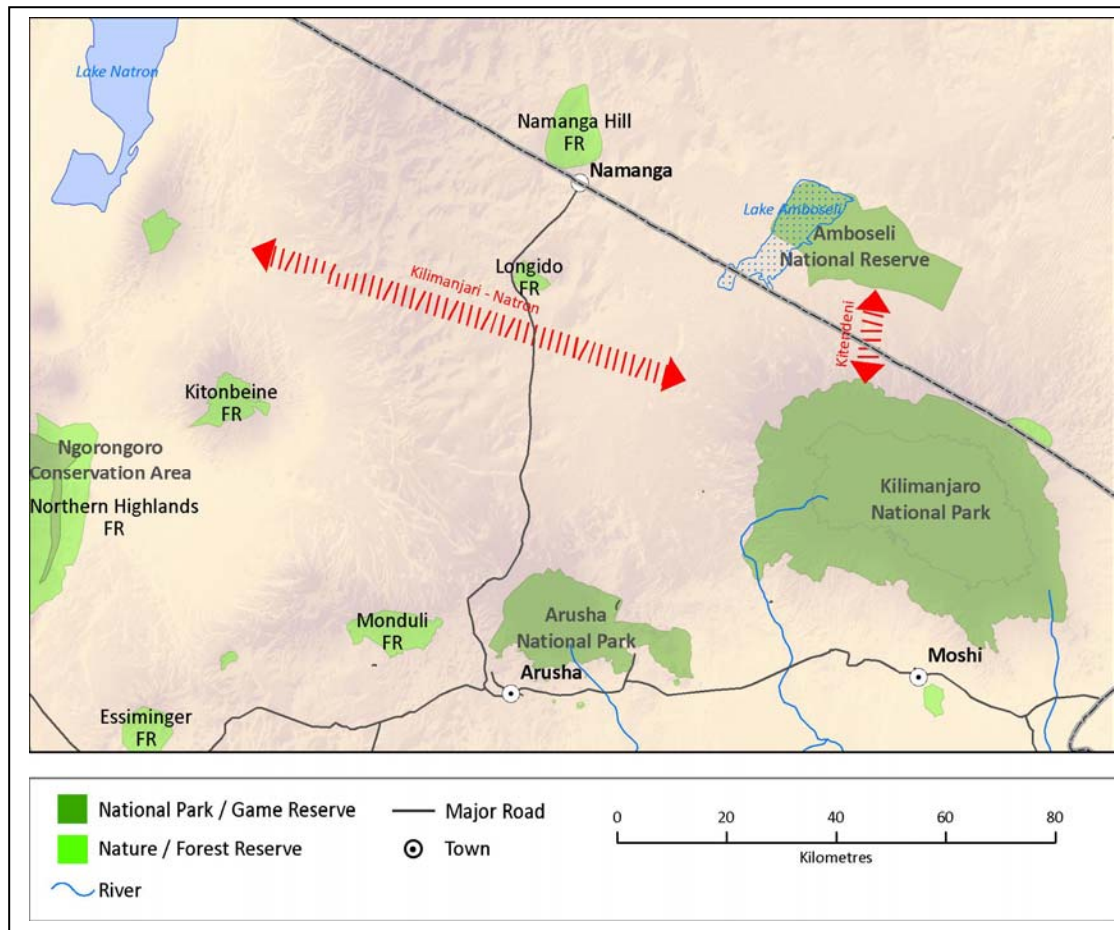 Lake Natron
Namanga Hill
FR
Namanga
Lake Amboseli
Amboseli
National Reserve
Longido
FR
Kilimanjari - Natron
Kitendeni
Kitonbeine
FR
Ngorongoro
Conservation Area
Northern Highlands
FR
Kilimanjaro
National Park
Monduli
FR
Arusha
National Park
Arusha
Moshi
Essiminger
FR
National Park / Game Reserve
Nature / Forest Reserve
River
Major Road
Town
0 20 40 60 80
Kilometres